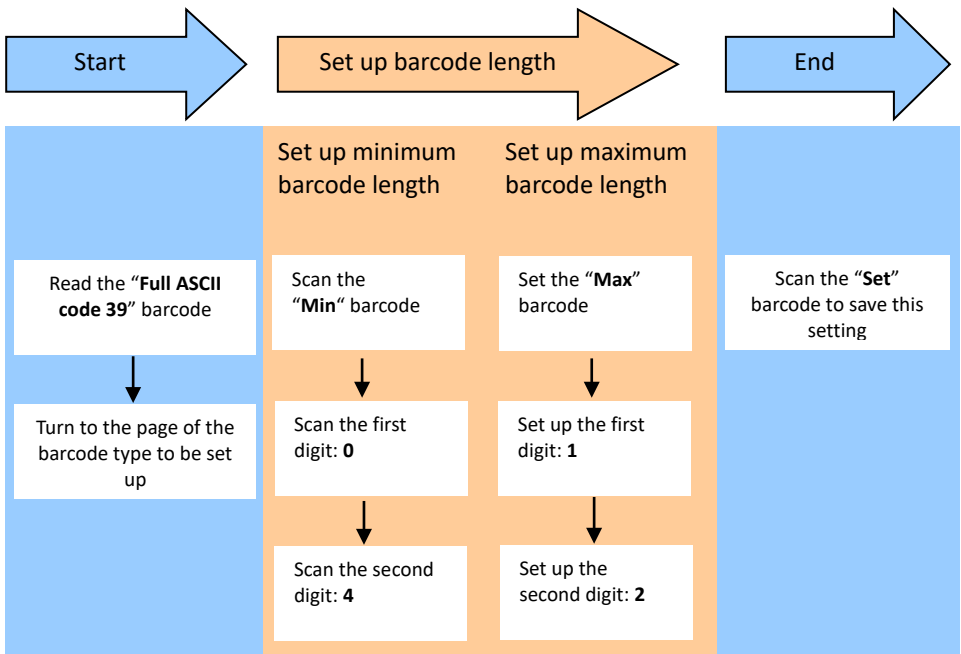 Start
Set up barcode length
End
Set up minimum
barcode length
Set up maximum
barcode length
Read the “Full ASCII
code 39” barcode
Turn to the page of the
barcode type to be set
up
Scan the
“Min“ barcode
Scan the first
digit: 0
Scan the second
digit: 4
Set the “Max”
barcode
Set up the first
digit: 1
Set up the
second digit: 2
Scan the “Set”
barcode to save this
setting